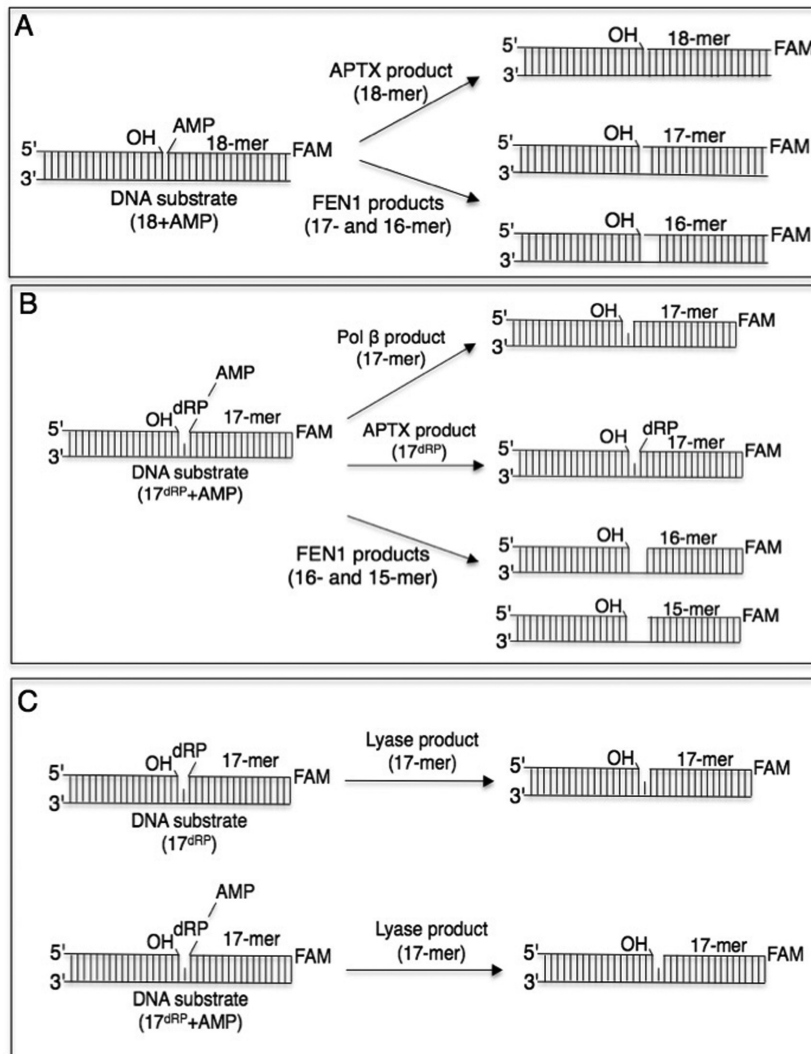 A
5' OH AMP 18-mer FAM
3'
DNA substrate
(18+AMP)
APTX product
(18-mer)
FEN1 products
(17- and 16-mer)
5' OH 18-mer FAM
3'
5' OH 17-mer FAM
3'
5' OH 16-mer FAM
3'
B
AMP
5' OH dRP 17-mer FAM
3'
DNA substrate
(17dRP+AMP)
Pol β product
(17-mer)
APTX product
(17dRP)
FEN1 products
(16- and 15-mer)
5' OH 17-mer FAM
3'
dRP
5' OH 17-mer FAM
3'
5' OH 16-mer FAM
3'
5' OH 15-mer FAM
3'
C
dRP
5' OH 17-mer FAM
3'
DNA substrate
(17dRP)
Lyase product
(17-mer)
5' OH 17-mer FAM
3'
AMP
5' OH dRP 17-mer FAM
3'
DNA substrate
(17dRP+AMP)
Lyase product
(17-mer)
5' OH 17-mer FAM
3'